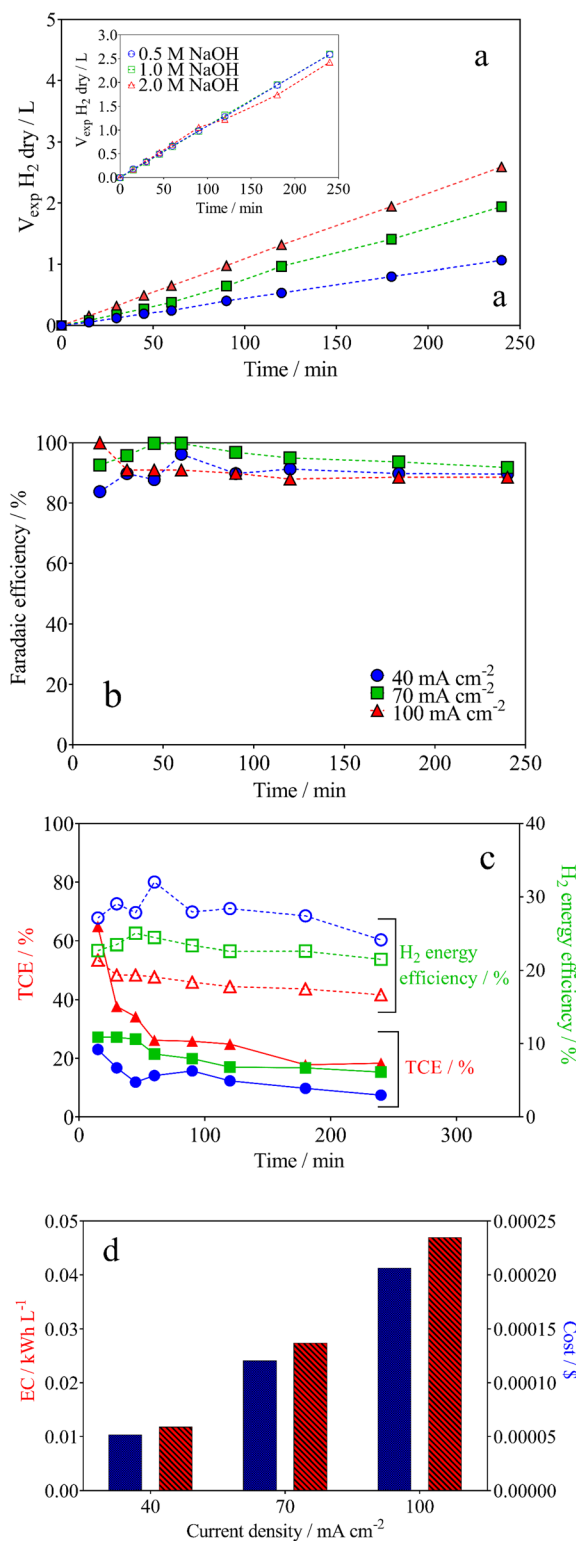 a
3.0
2.5
2.0
1.5
1.0
0.5
0.0
V_exp H₂ dry / L
0.5 M NaOH
1.0 M NaOH
2.0 M NaOH
0 50 100 150 200 250
Time / min
5
4
3
2
1
0
V_exp H₂ dry / L
a
0 50 100 150 200 250
Time / min
100
80
60
40
20
0
Faradaic efficiency / %
b
40 mA cm⁻²
70 mA cm⁻²
100 mA cm⁻²
0 50 100 150 200 250
Time / min
c
100
80
60
40
20
0
TCE / %
H₂ energy
efficiency / %
TCE / %
40
30
20
10
0
H₂ energy efficiency / %
0 100 200 300
Time / min
d
0.05
0.04
0.03
0.02
0.01
0.00
EC / kWh L⁻¹
0.00025
0.00020
0.00015
0.00010
0.00005
0.00000
Cost / $
40 70 100
Current density / mA cm⁻²